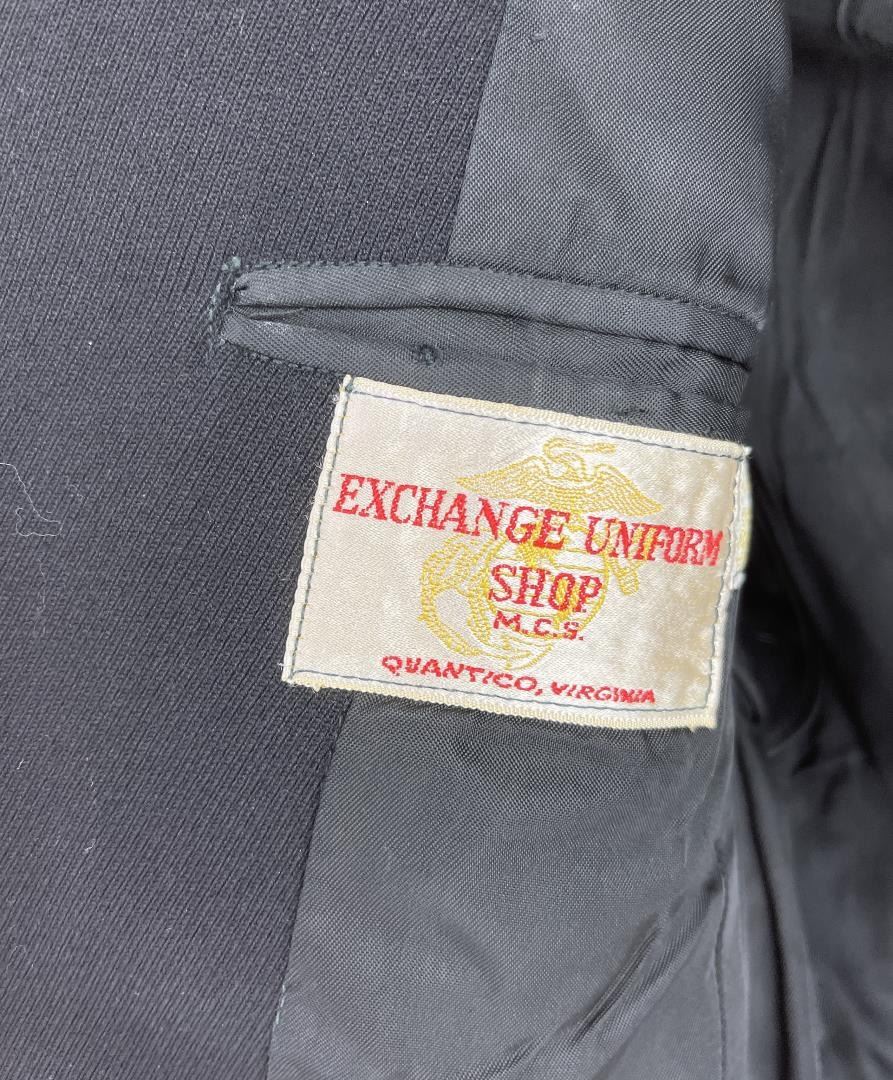 EXCHANGE UNIFORM
SHOP
M.C.S.
QUANTICO, VIRGINIA